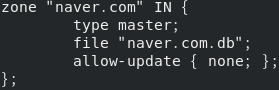 zone "naver.com" IN {
        type master;
        file "naver.com.db";
        allow-update { none; };
};